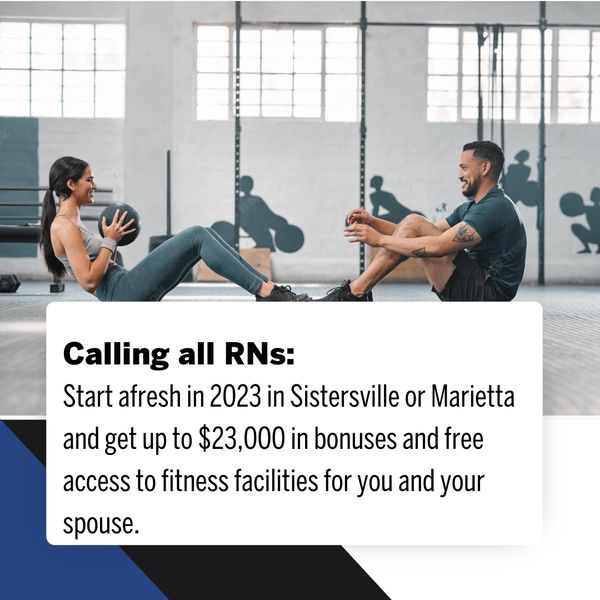 Calling all RNs:
Start afresh in 2023 in Sistersville or Marietta
and get up to $23,000 in bonuses and free
access to fitness facilities for you and your
spouse.